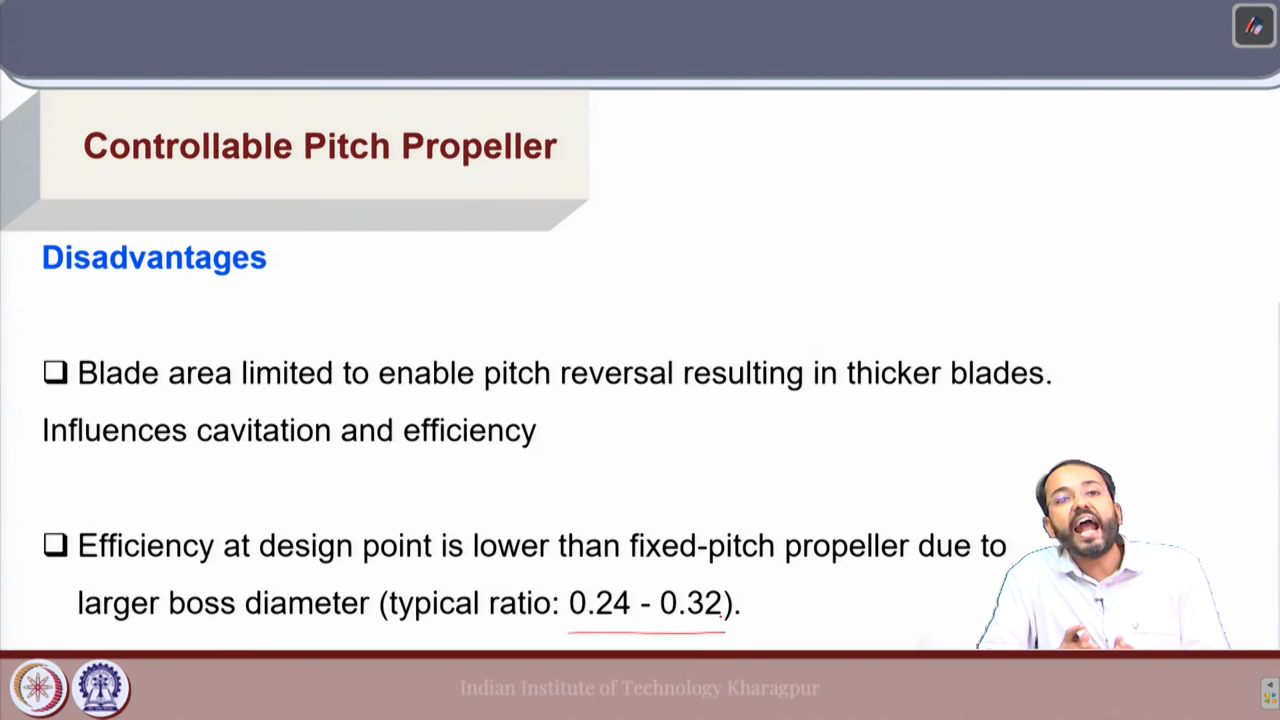 Controllable Pitch Propeller
Disadvantages
❑ Blade area limited to enable pitch reversal resulting in thicker blades.
Influences cavitation and efficiency
❑ Efficiency at design point is lower than fixed-pitch propeller due to
larger boss diameter (typical ratio: 0.24 - 0.32).
Indian Institute of Technology Kharagpur